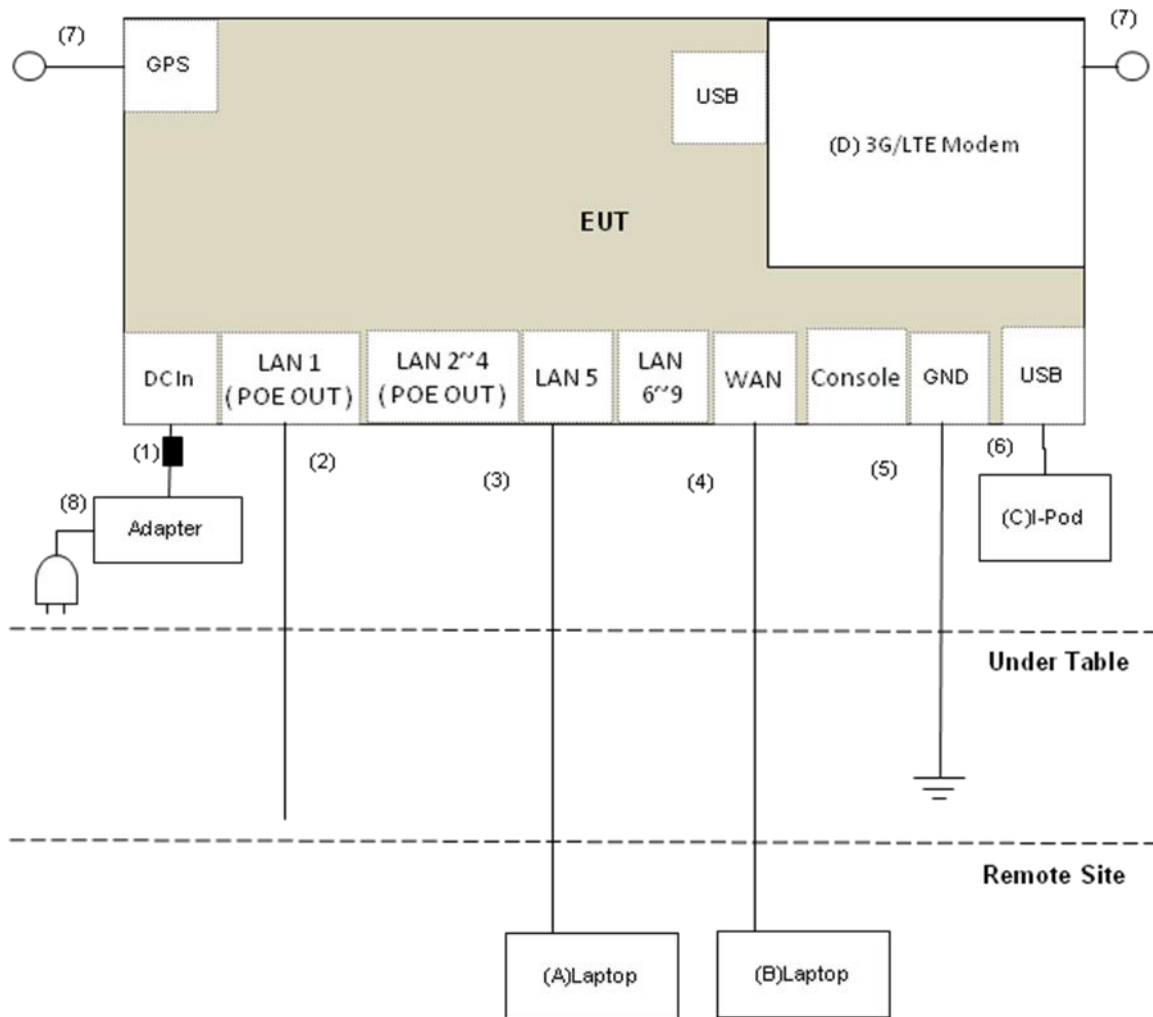 (7)
(7)
GPS
USB
(D) 3G/LTE Modem
EUT
DC In
LAN 1
( POE OUT)
LAN 2~4
(POE OUT)
LAN 5
LAN
6~9
WAN
Console
GND
USB
(1)
(2)
(3)
(4)
(5)
(6)
(8)
Adapter
(C)I-Pod
Under Table
Remote Site
(A)Laptop
(B)Laptop